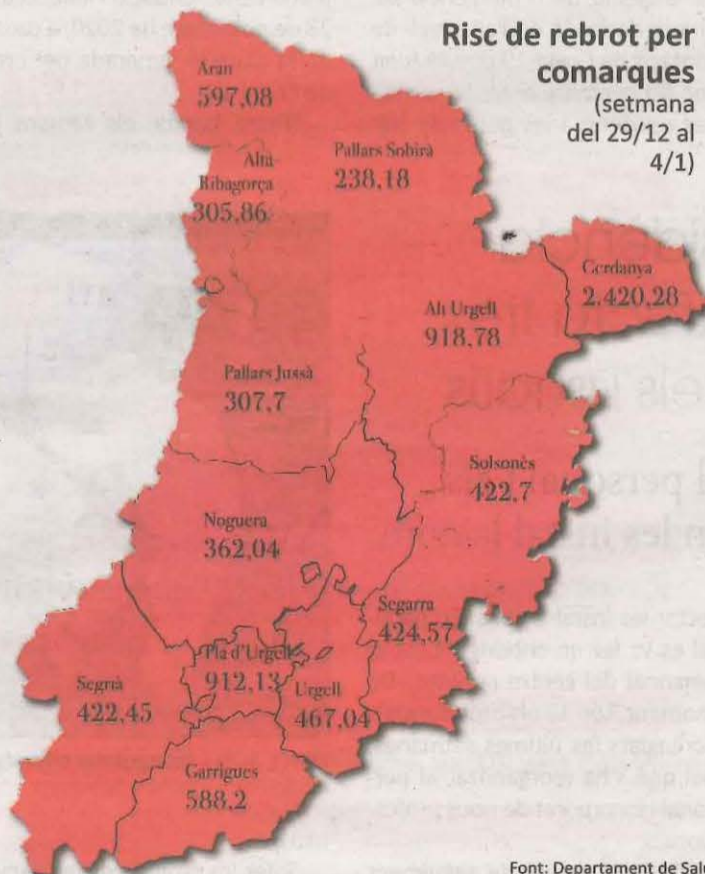 Risc de rebrot per
comarques
(setmana
del 29/12 al
4/1)
Aran
597,08
Alta
Ribagorça
305,86
Pallars Sobirà
238,18
Cerdanya
2.420,28
Alt Urgell
918,78
Pallars Jussà
307,7
Solsonès
422,7
Noguera
362,04
Segarra
424,57
Pla d'Urgell
912,13
Urgell
467,04
Segrià
422,45
Garrigues
588,2
Font: Departament de Salu